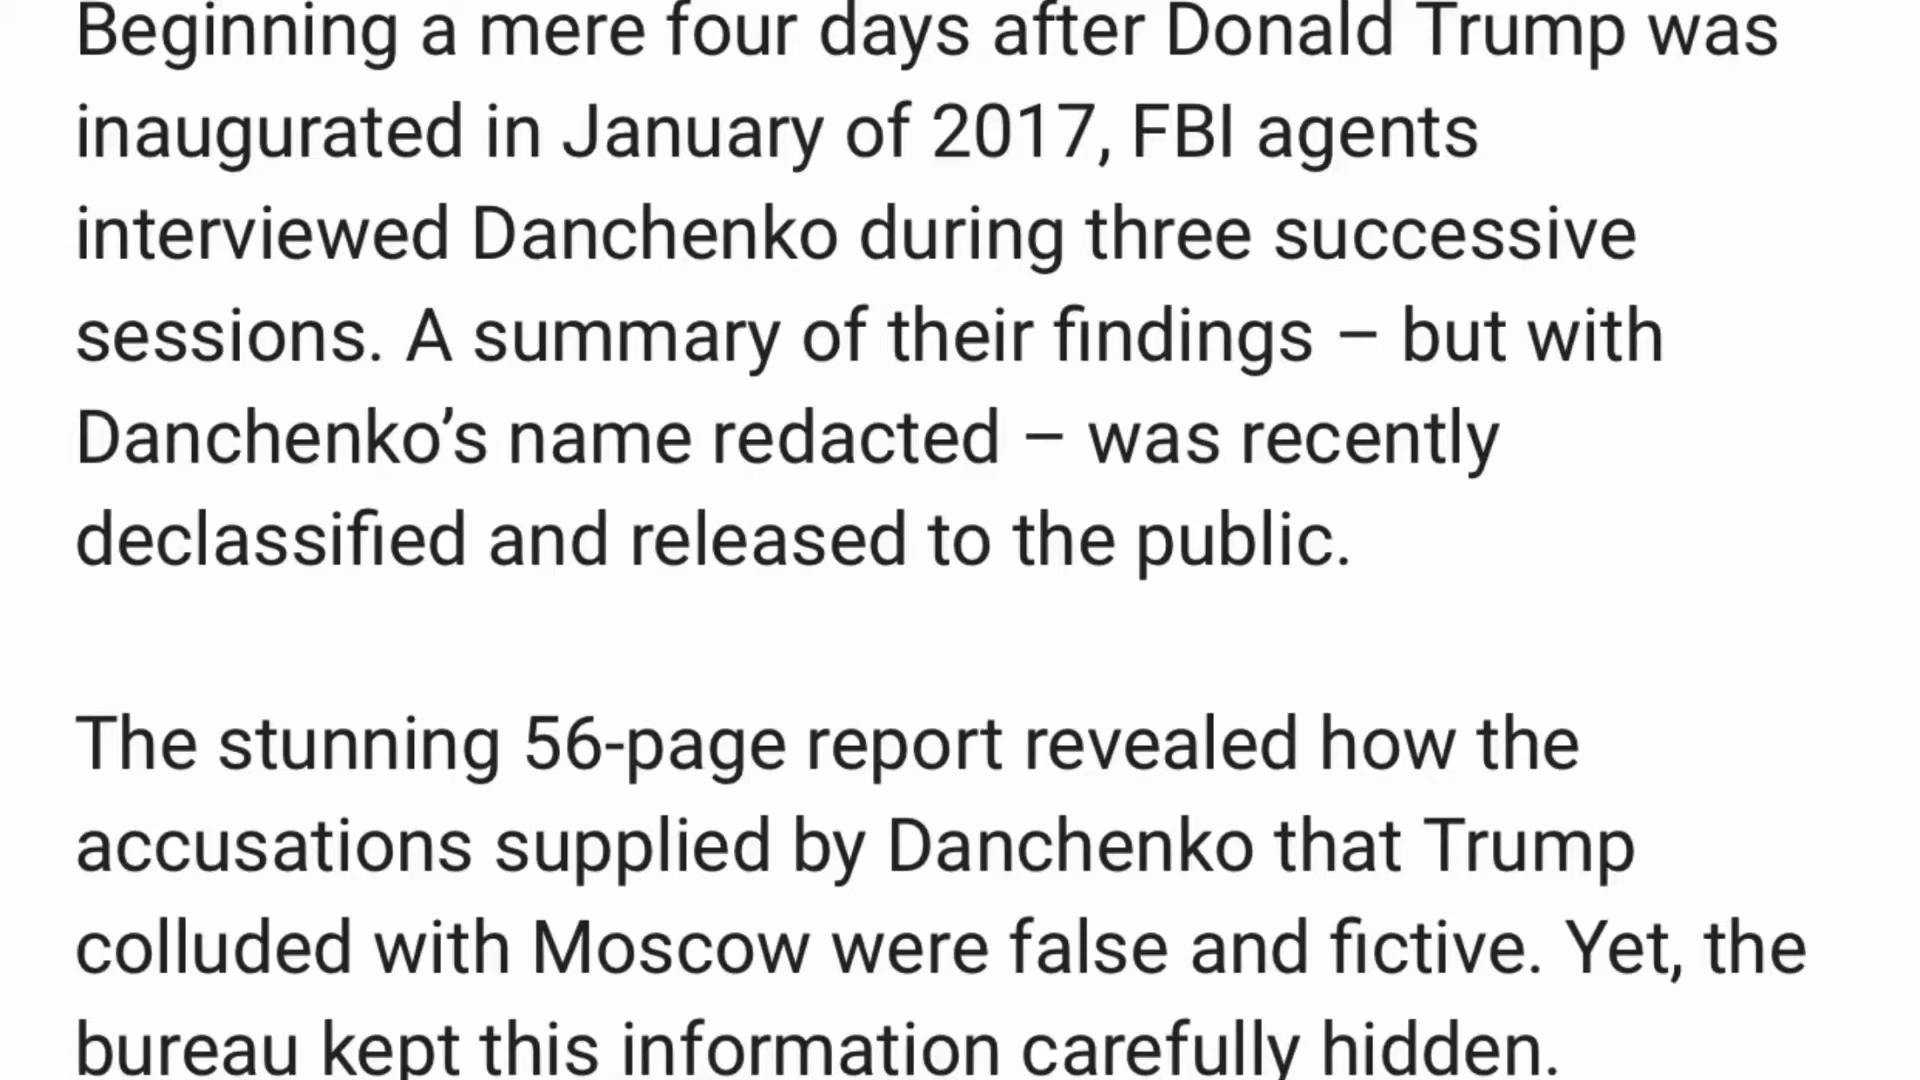 Beginning a mere four days after Donald Trump was
inaugurated in January of 2017, FBI agents
interviewed Danchenko during three successive
sessions. A summary of their findings – but with
Danchenko’s name redacted – was recently
declassified and released to the public.
The stunning 56-page report revealed how the
accusations supplied by Danchenko that Trump
colluded with Moscow were false and fictive. Yet, the
bureau kept this information carefully hidden.